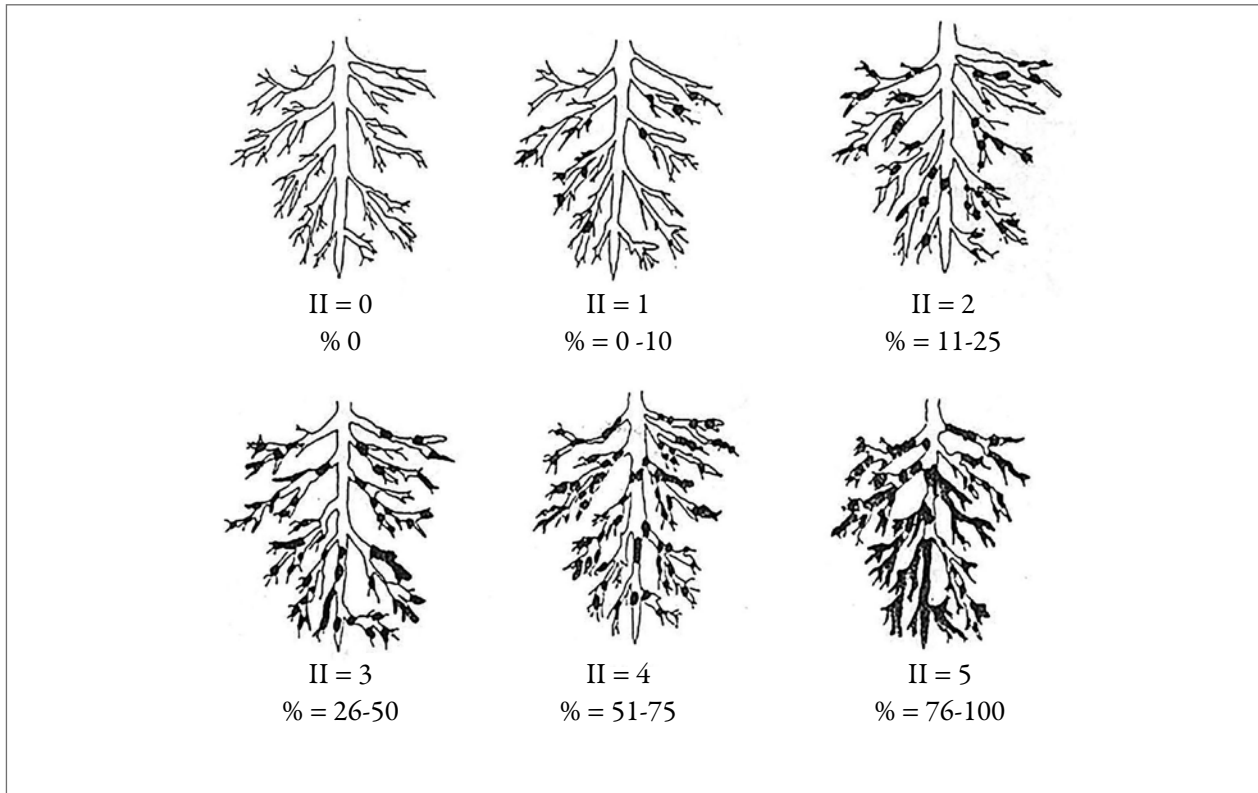 II = 0
% 0
II = 1
% = 0 -10
II = 2
% = 11-25
II = 3
% = 26-50
II = 4
% = 51-75
II = 5
% = 76-100